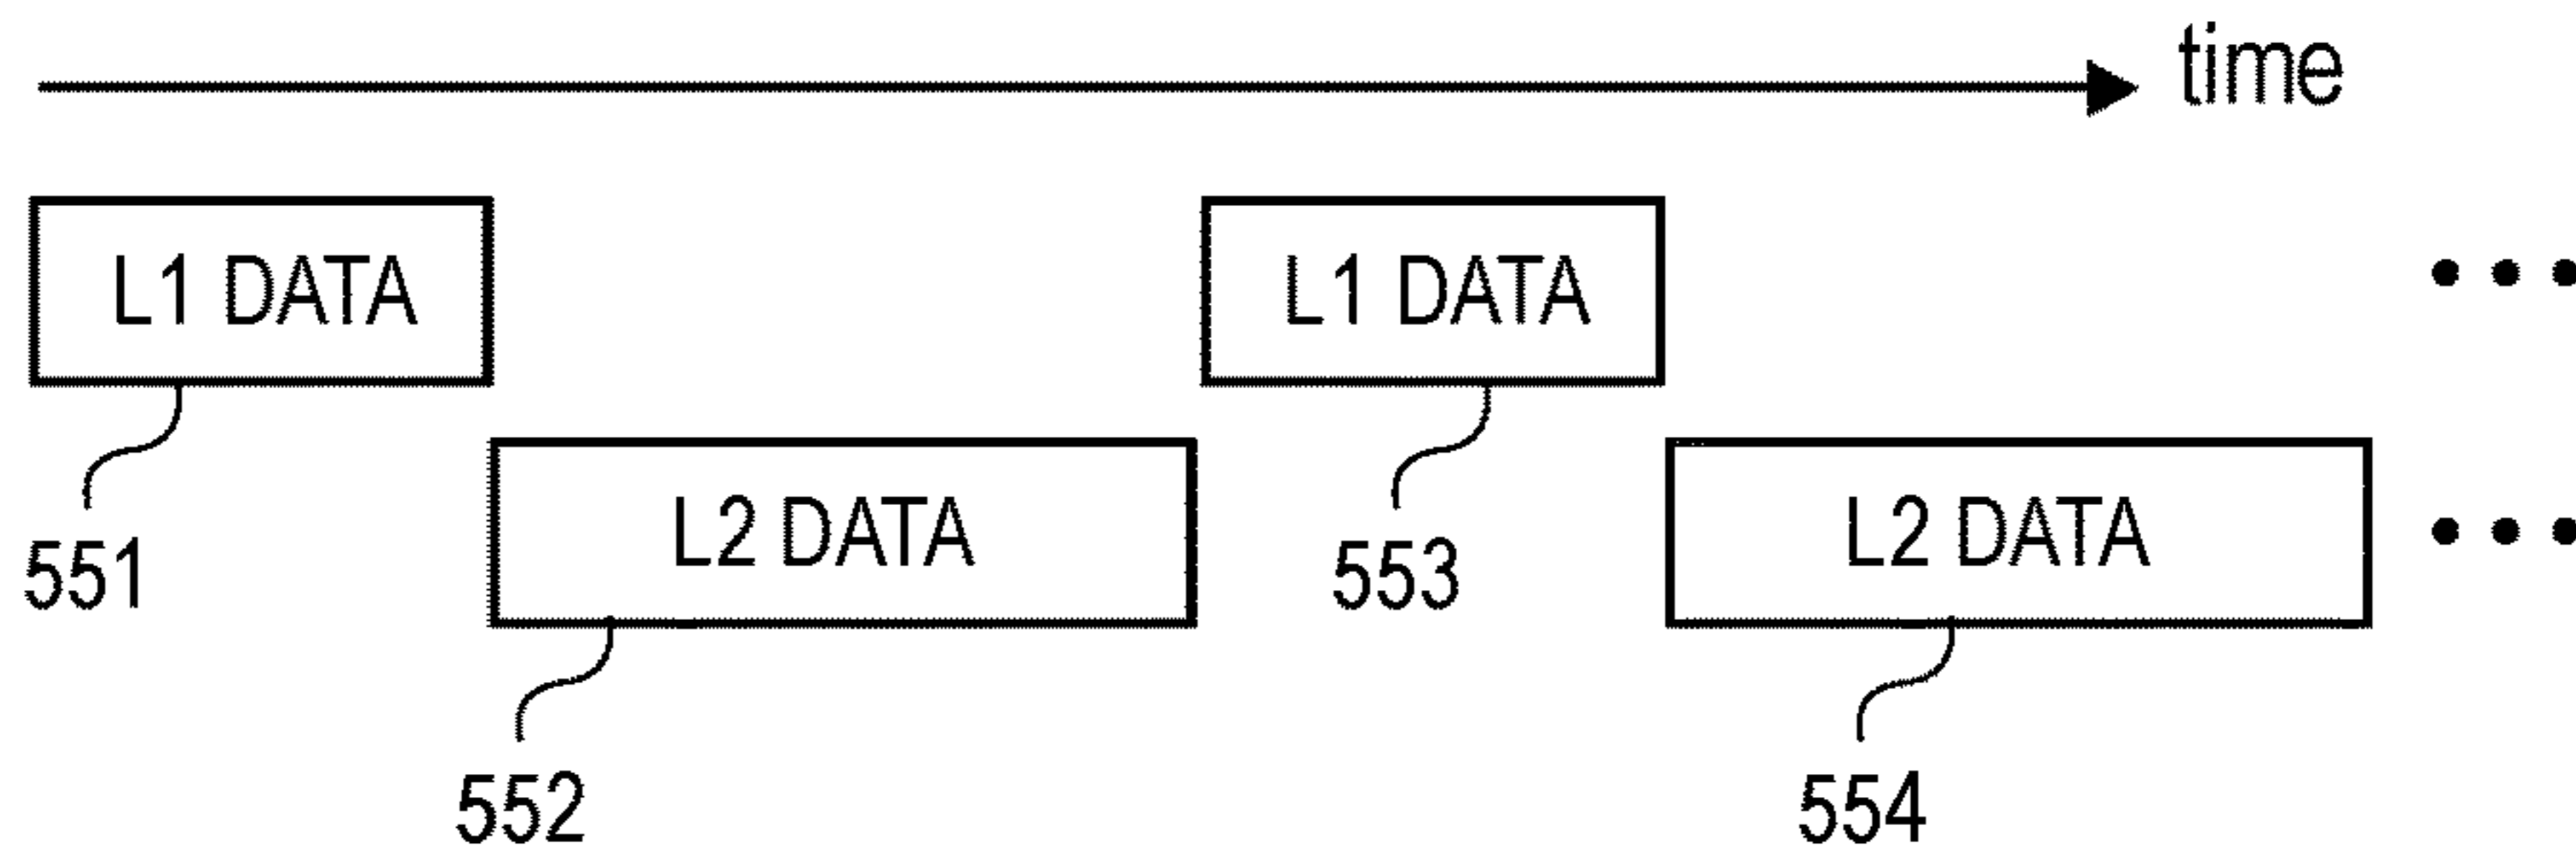 time
L1 DATA L1 DATA • • •
L2 DATA L2 DATA • • •
551 553
552 554